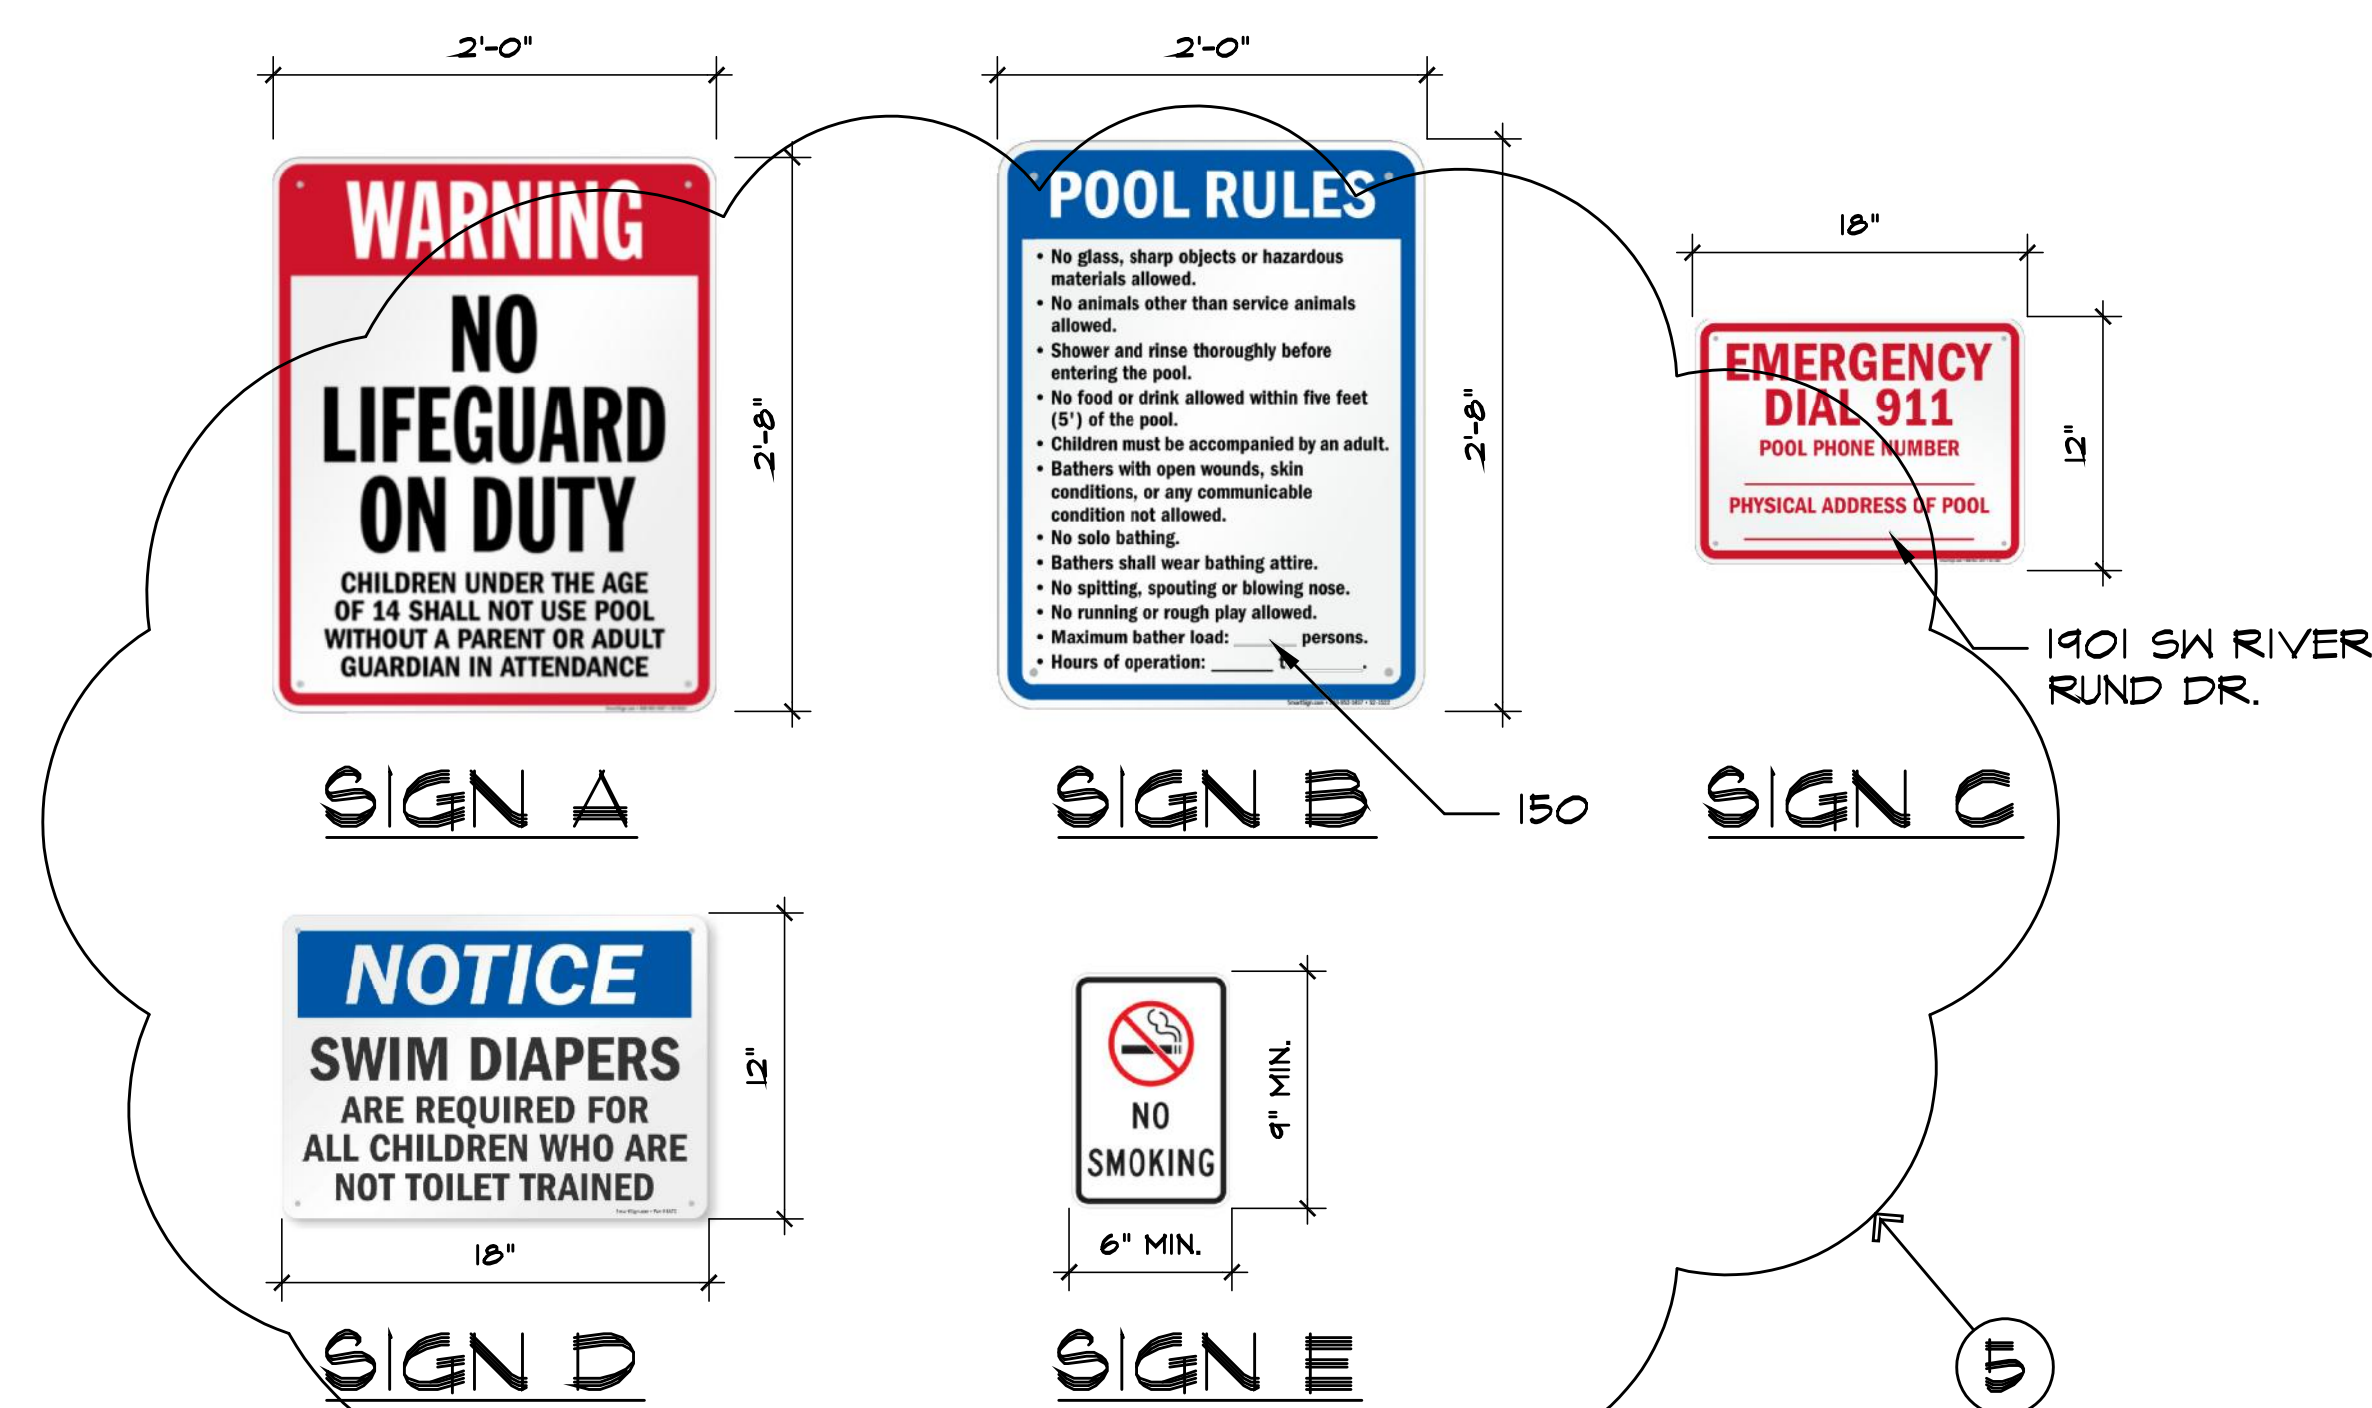 2'-0"
2'-0"
18"
WARNING
NO
LIFEGUARD
ON DUTY
CHILDREN UNDER THE AGE
OF 14 SHALL NOT USE POOL
WITHOUT A PARENT OR ADULT
GUARDIAN IN ATTENDANCE
2'-8"
SIGN A
POOL RULES
• No glass, sharp objects or hazardous
materials allowed.
• No animals other than service animals
allowed.
• Shower and rinse thoroughly before
entering the pool.
• No food or drink allowed within five feet
(5') of the pool.
• Children must be accompanied by an adult.
• Bathers with open wounds, skin
conditions, or any communicable
condition not allowed.
• No solo bathing.
• Bathers shall wear bathing attire.
• No spitting, spouting or blowing nose.
• No running or rough play allowed.
• Maximum bather load: ______ persons.
• Hours of operation: ______ t______.
2'-8"
150
SIGN B
EMERGENCY
DIAL 911
POOL PHONE NUMBER
PHYSICAL ADDRESS OF POOL
12"
1901 SW RIVER
RUND DR.
SIGN C
NOTICE
SWIM DIAPERS
ARE REQUIRED FOR
ALL CHILDREN WHO ARE
NOT TOILET TRAINED
12"
18"
SIGN D
NO
SMOKING
9" MIN.
6" MIN.
SIGN E
5